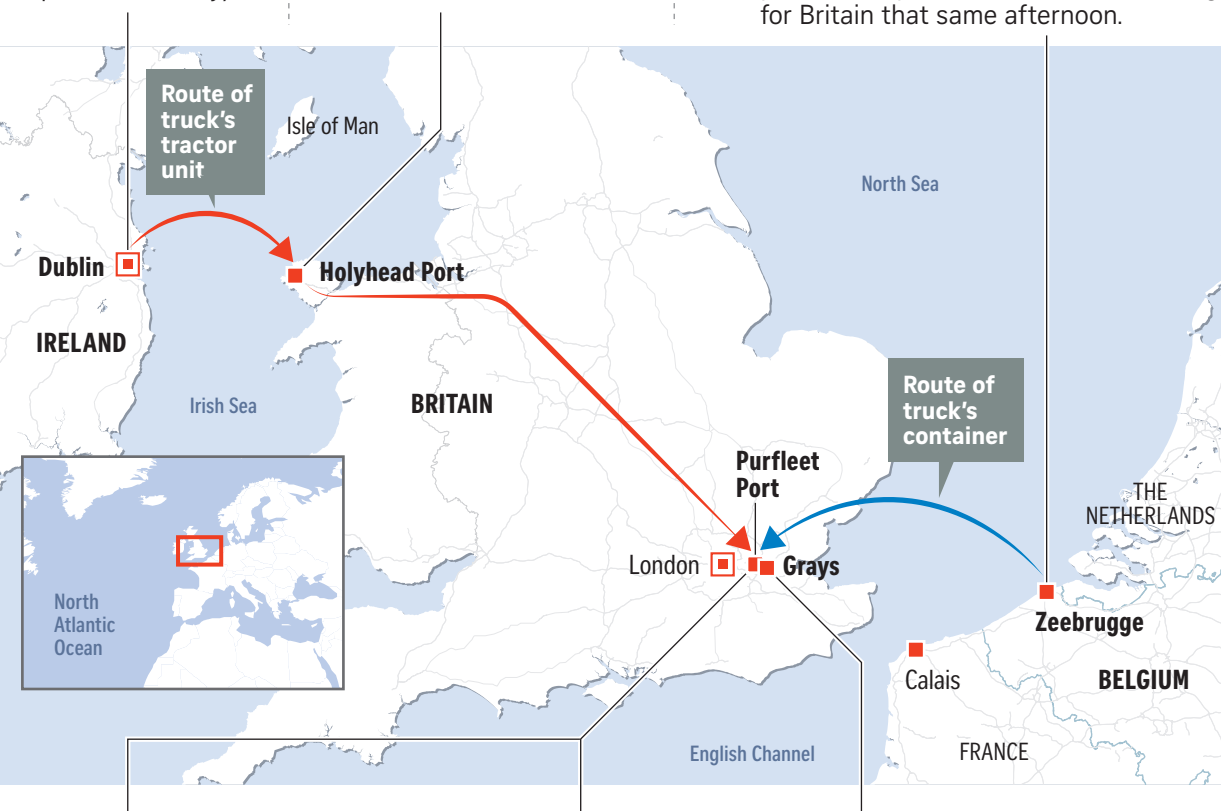 for Britain that same afternoon.
Route of
truck's
tractor
unit
Isle of Man
North Sea
Dublin
Holyhead Port
IRELAND
Irish Sea
BRITAIN
Route of
truck's
container
Purfleet
Port
THE
NETHERLANDS
London
Grays
North
Atlantic
Ocean
Zeebrugge
Calais
BELGIUM
English Channel
FRANCE